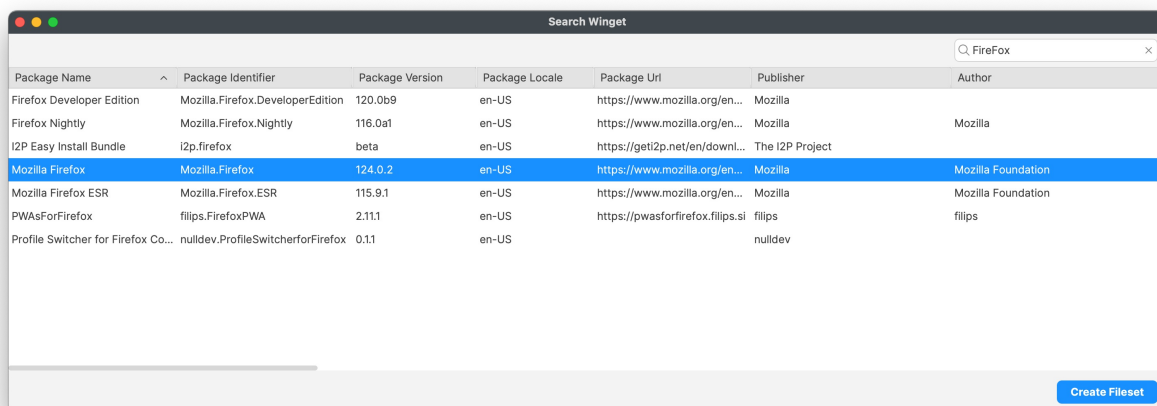 Search Winget
FireFox
Package Name Package Identifier Package Version Package Locale Package Url Publisher Author
Firefox Developer Edition Mozilla.Firefox.DeveloperEdition 120.0b9 en-US https://www.mozilla.org/en... Mozilla
Firefox Nightly Mozilla.Firefox.Nightly 116.0a1 en-US https://www.mozilla.org/en... Mozilla Mozilla
I2P Easy Install Bundle i2p.firefox beta en-US https://geti2p.net/en/downl... The I2P Project
Mozilla Firefox Mozilla.Firefox 124.0.2 en-US https://www.mozilla.org/en... Mozilla Mozilla Foundation
Mozilla Firefox ESR Mozilla.Firefox.ESR 115.9.1 en-US https://www.mozilla.org/en... Mozilla Mozilla Foundation
PWAsForFirefox filips.FirefoxPWA 2.11.1 en-US https://pwasforfirefox.filips.si filips filips
Profile Switcher for Firefox Co... nulldev.ProfileSwitcherforFirefox 0.1.1 en-US nulldev
Create Fileset